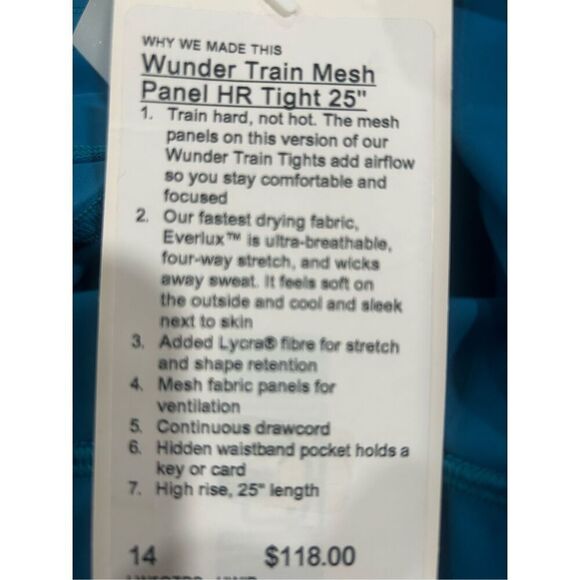 WHY WE MADE THIS
Wunder Train Mesh
Panel HR Tight 25"
1. Train hard, not hot. The mesh
panels on this version of our
Wunder Train Tights add airflow
so you stay comfortable and
focused
2. Our fastest drying fabric,
Everlux™ is ultra-breathable,
four-way stretch, and wicks
away sweat. It feels soft on
the outside and cool and sleek
next to skin
3. Added Lycra® fibre for stretch
and shape retention
4. Mesh fabric panels for
ventilation
5. Continuous drawcord
6. Hidden waistband pocket holds a
key or card
7. High rise, 25" length
14 $118.00